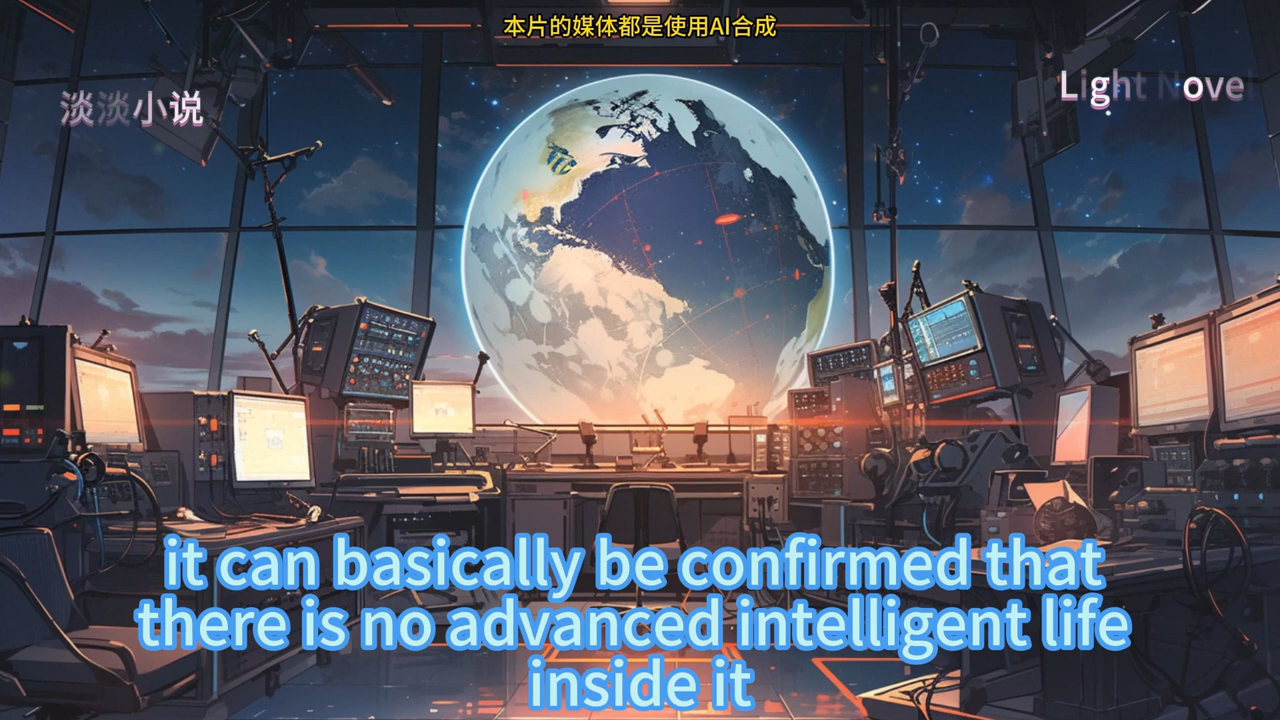 本片的媒体都是使用AI合成
淡淡小说
Light Novel
it can basically be confirmed that
there is no advanced intelligent life
inside it